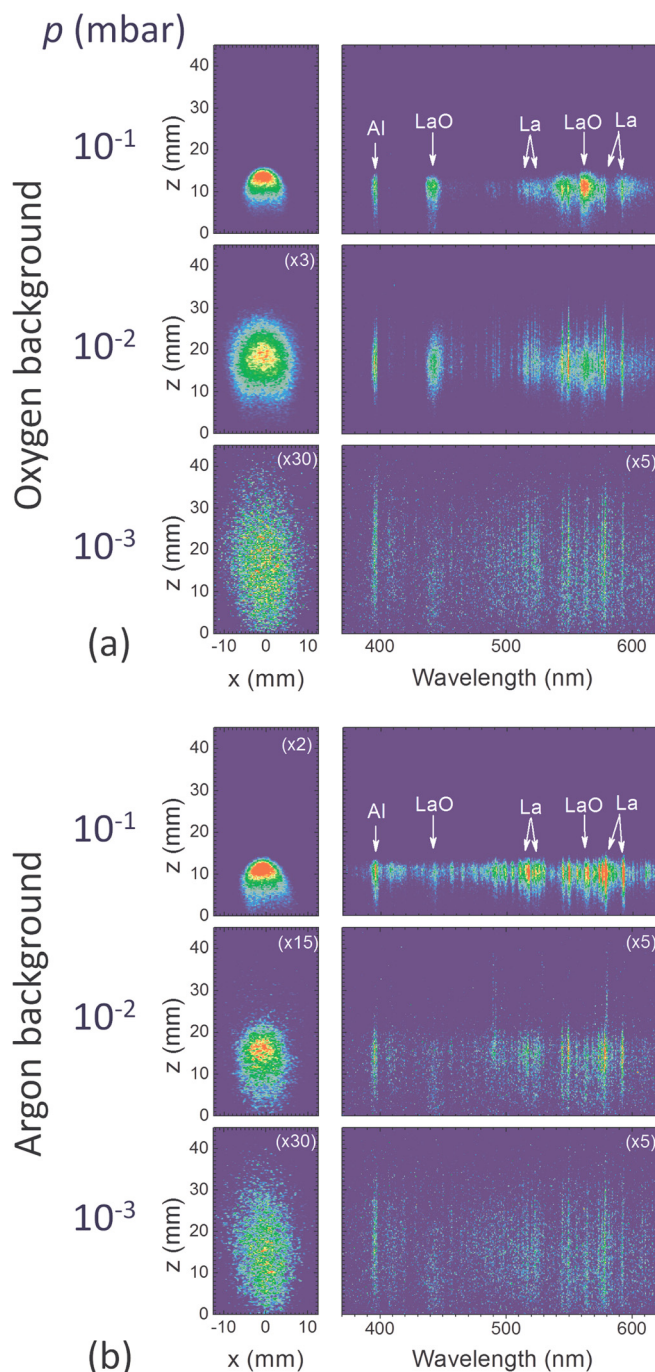 p (mbar)
Oxygen background
10⁻¹
z (mm)
40
30
20
10
0
Al
LaO
La
LaO
La
10⁻²
z (mm)
40
30
20
10
0
(x3)
10⁻³
z (mm)
40
30
20
10
0
(x30)
(x5)
-10
0
10
x (mm)
400
500
600
Wavelength (nm)
(a)
Argon background
10⁻¹
z (mm)
40
30
20
10
0
(x2)
Al
LaO
La
LaO
La
10⁻²
z (mm)
40
30
20
10
0
(x15)
(x5)
10⁻³
z (mm)
40
30
20
10
0
(x30)
(x5)
-10
0
10
x (mm)
400
500
600
Wavelength (nm)
(b)